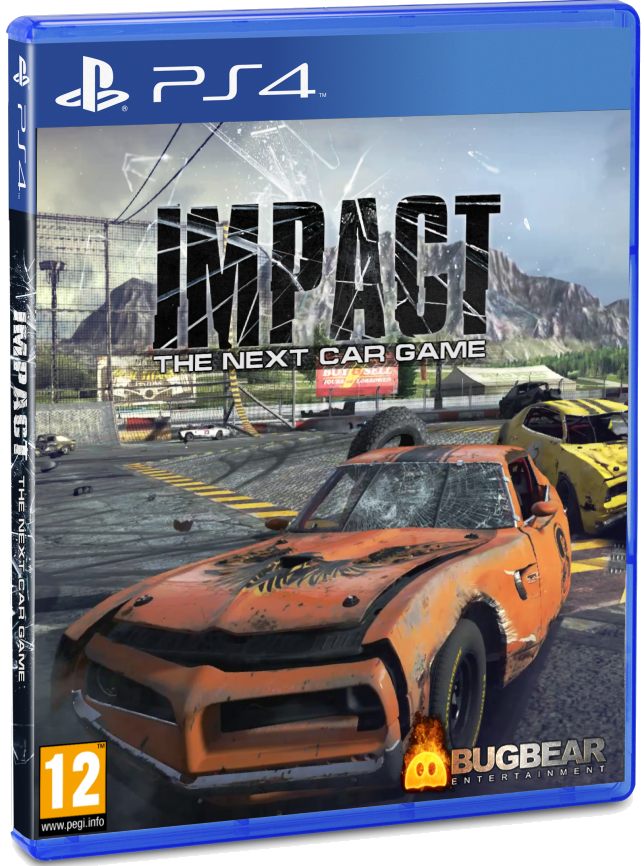 PS4™
PS4
IMPACT
THE NEXT CAR GAME
BUY SELL
IMPACT
THE NEXT CAR GAME
BUGBEAR
ENTERTAINMENT
12
www.pegi.info